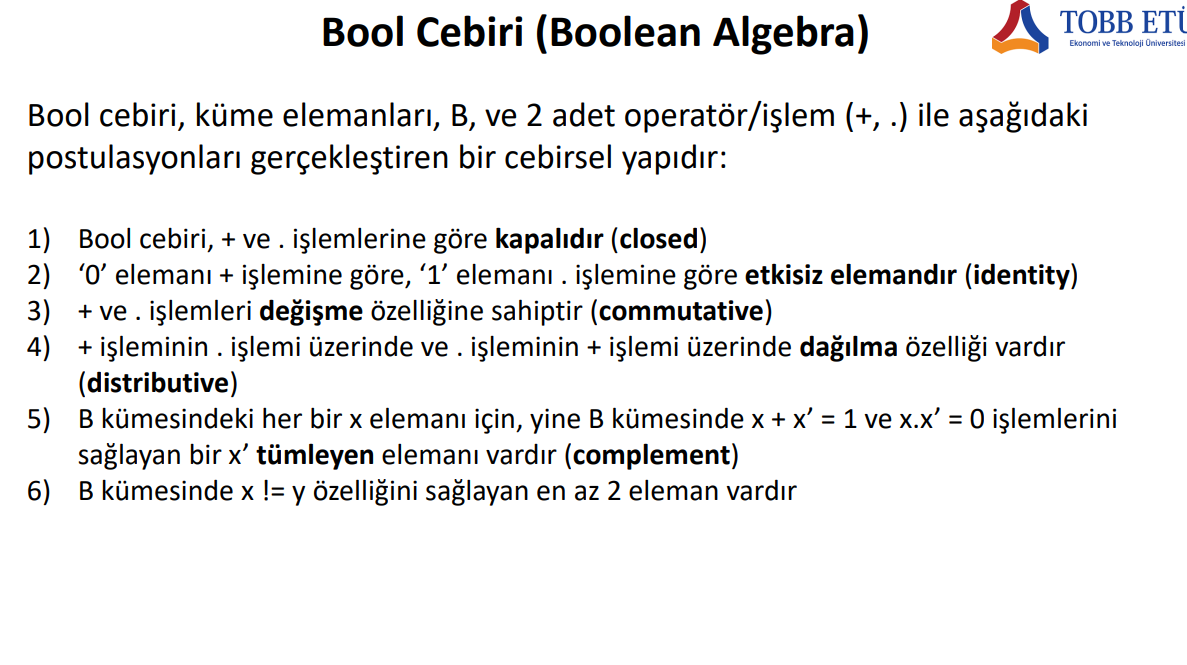 Bool Cebiri (Boolean Algebra)
TOBB ETÜ
Ekonomi ve Teknoloji Üniversitesi
Bool cebiri, küme elemanları, B, ve 2 adet operatör/işlem (+, .) ile aşağıdaki
postulasyonları gerçekleştiren bir cebirsel yapıdır:
1) Bool cebiri, + ve . işlemlerine göre kapalıdır (closed)
2) ‘0’ elemanı + işlemine göre, ‘1’ elemanı . işlemine göre etkisiz elemandır (identity)
3) + ve . işlemleri değişme özelliğine sahiptir (commutative)
4) + işleminin . işlemi üzerinde ve . işleminin + işlemi üzerinde dağılma özelliği vardır
(distributive)
5) B kümesindeki her bir x elemanı için, yine B kümesinde x + x’ = 1 ve x.x’ = 0 işlemlerini
sağlayan bir x’ tümleyen elemanı vardır (complement)
6) B kümesinde x != y özelliğini sağlayan en az 2 eleman vardır